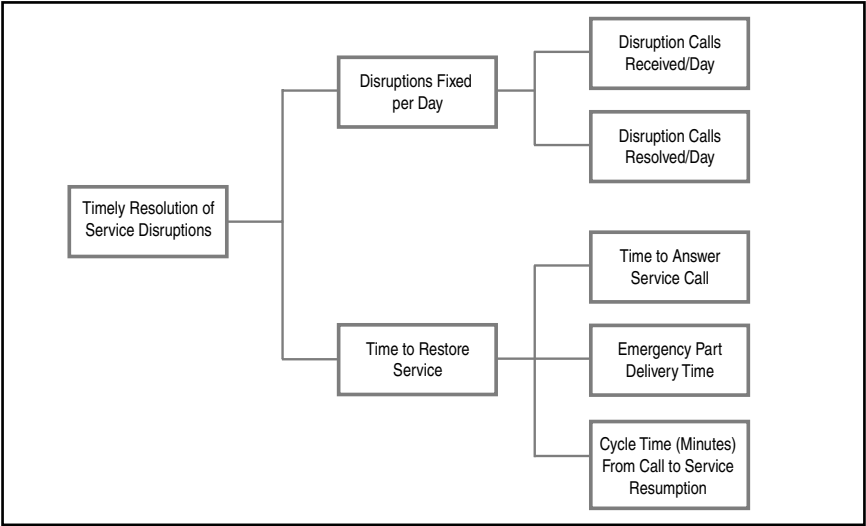 Timely Resolution of
Service Disruptions
Disruptions Fixed
per Day
Disruption Calls
Received/Day
Disruption Calls
Resolved/Day
Time to Restore
Service
Time to Answer
Service Call
Emergency Part
Delivery Time
Cycle Time (Minutes)
From Call to Service
Resumption